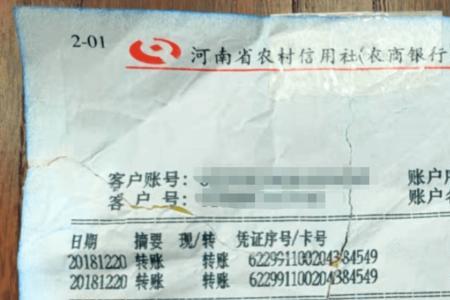 2-01
河南省农村信用社(农商银行
客户账号:
账户
客户号:
账户
日期 摘要 现/转 凭证序号/卡号
20181220 转账 转账 622991100204384549
20181220 转账 转账 622991100204384549